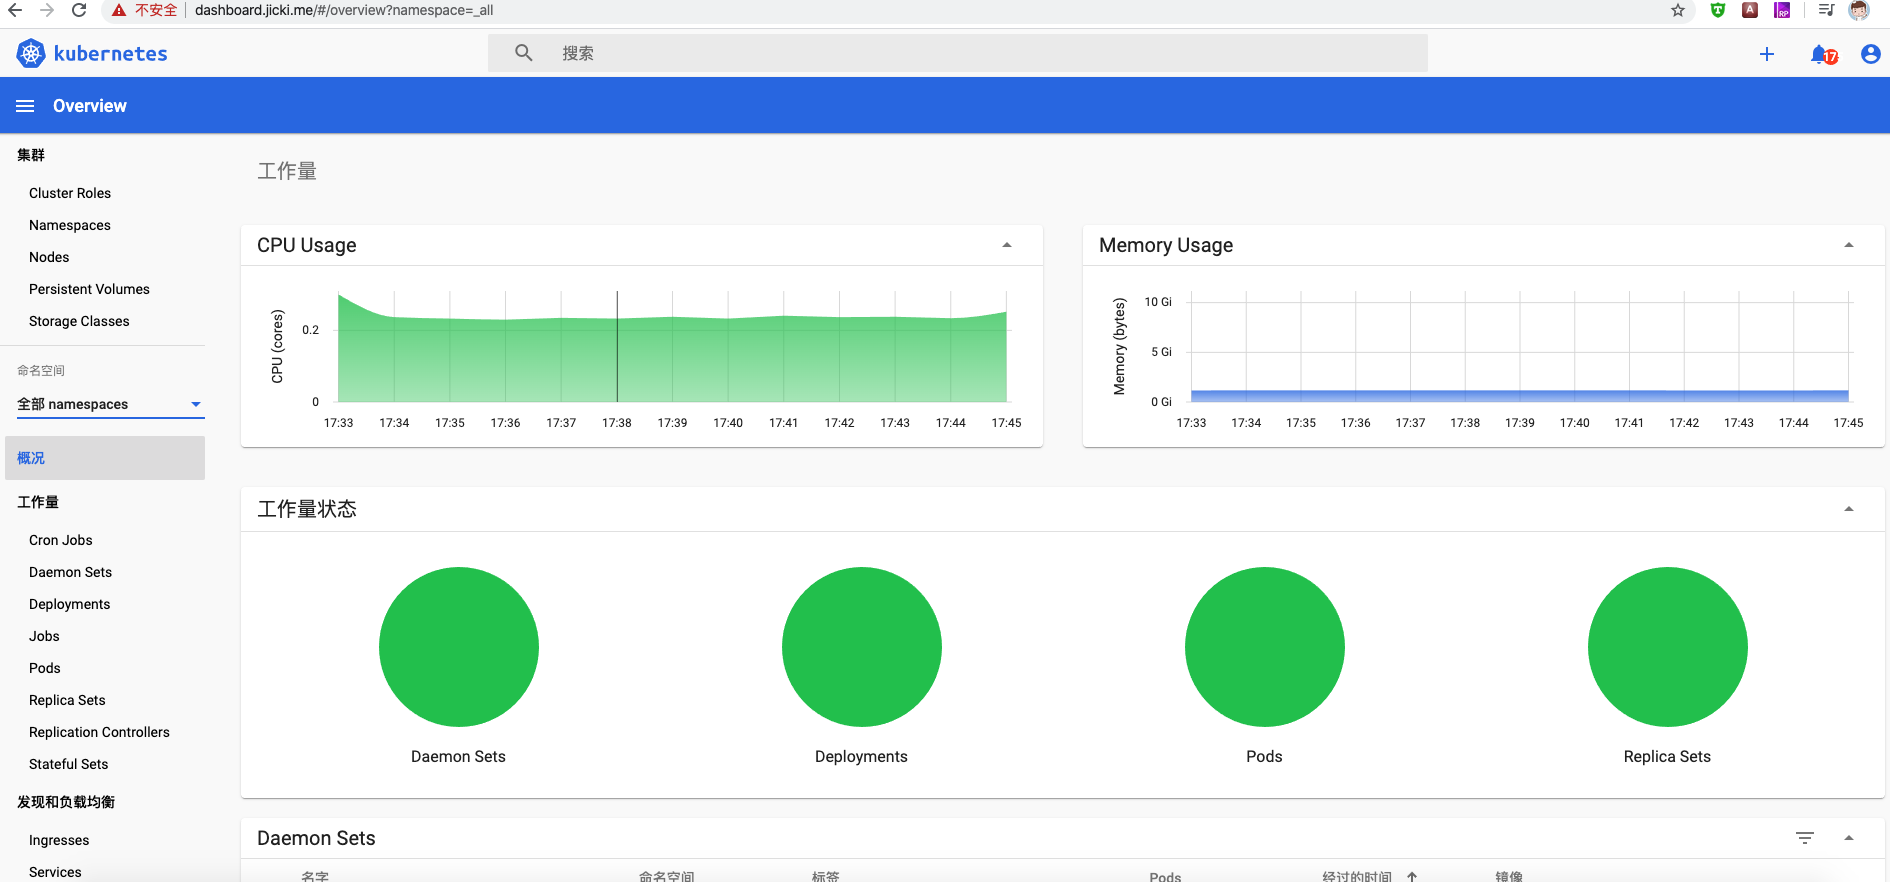 不安全 dashboard.jicki.me/#/overview?namespace=_all
kubernetes
搜索
17
Overview
集群
Cluster Roles
Namespaces
Nodes
Persistent Volumes
Storage Classes
命名空间
全部 namespaces
概况
工作量
Cron Jobs
Daemon Sets
Deployments
Jobs
Pods
Replica Sets
Replication Controllers
Stateful Sets
发现和负载均衡
Ingresses
Services
工作量
CPU Usage
CPU (cores)
0.2
0
17:33 17:34 17:35 17:36 17:37 17:38 17:39 17:40 17:41 17:42 17:43 17:44 17:45
Memory Usage
Memory (bytes)
10 Gi
5 Gi
0 Gi
17:33 17:34 17:35 17:36 17:37 17:38 17:39 17:40 17:41 17:42 17:43 17:44 17:45
工作量状态
Daemon Sets Deployments Pods Replica Sets
Daemon Sets
名字 命名空间 标签 Pods 经过的时间 镜像